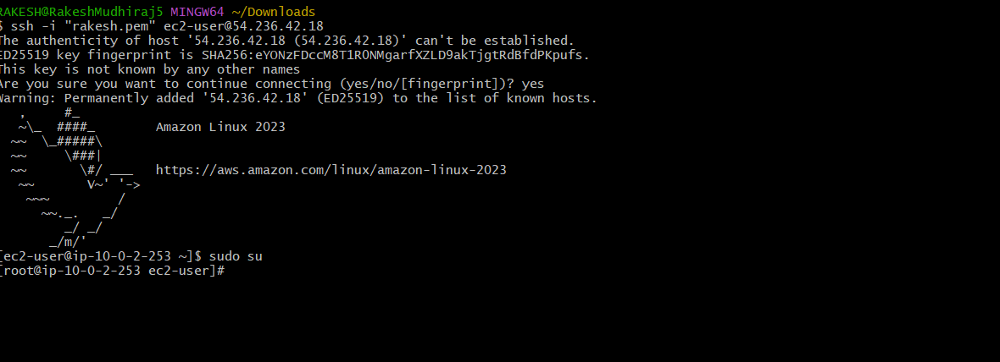 RAKESH@RakeshMudhiraj5 MINGW64 ~/Downloads
$ ssh -i "rakesh.pem" ec2-user@54.236.42.18
The authenticity of host '54.236.42.18 (54.236.42.18)' can't be established.
ED25519 key fingerprint is SHA256:eYONzFDccM8T1R0NMgarfXZLD9akTjgtRdBfdPKpufs.
This key is not known by any other names
Are you sure you want to continue connecting (yes/no/[fingerprint])? yes
Warning: Permanently added '54.236.42.18' (ED25519) to the list of known hosts.
   ,     #_
   ~\_  ####_        Amazon Linux 2023
  ~~  \_#####\
  ~~     \###|
  ~~       \#/ ___   https://aws.amazon.com/linux/amazon-linux-2023
   ~~       V~' '->
    ~~~         /
      ~~._.   _/
         _/ _/
       _/m/'
[ec2-user@ip-10-0-2-253 ~]$ sudo su
[root@ip-10-0-2-253 ec2-user]#